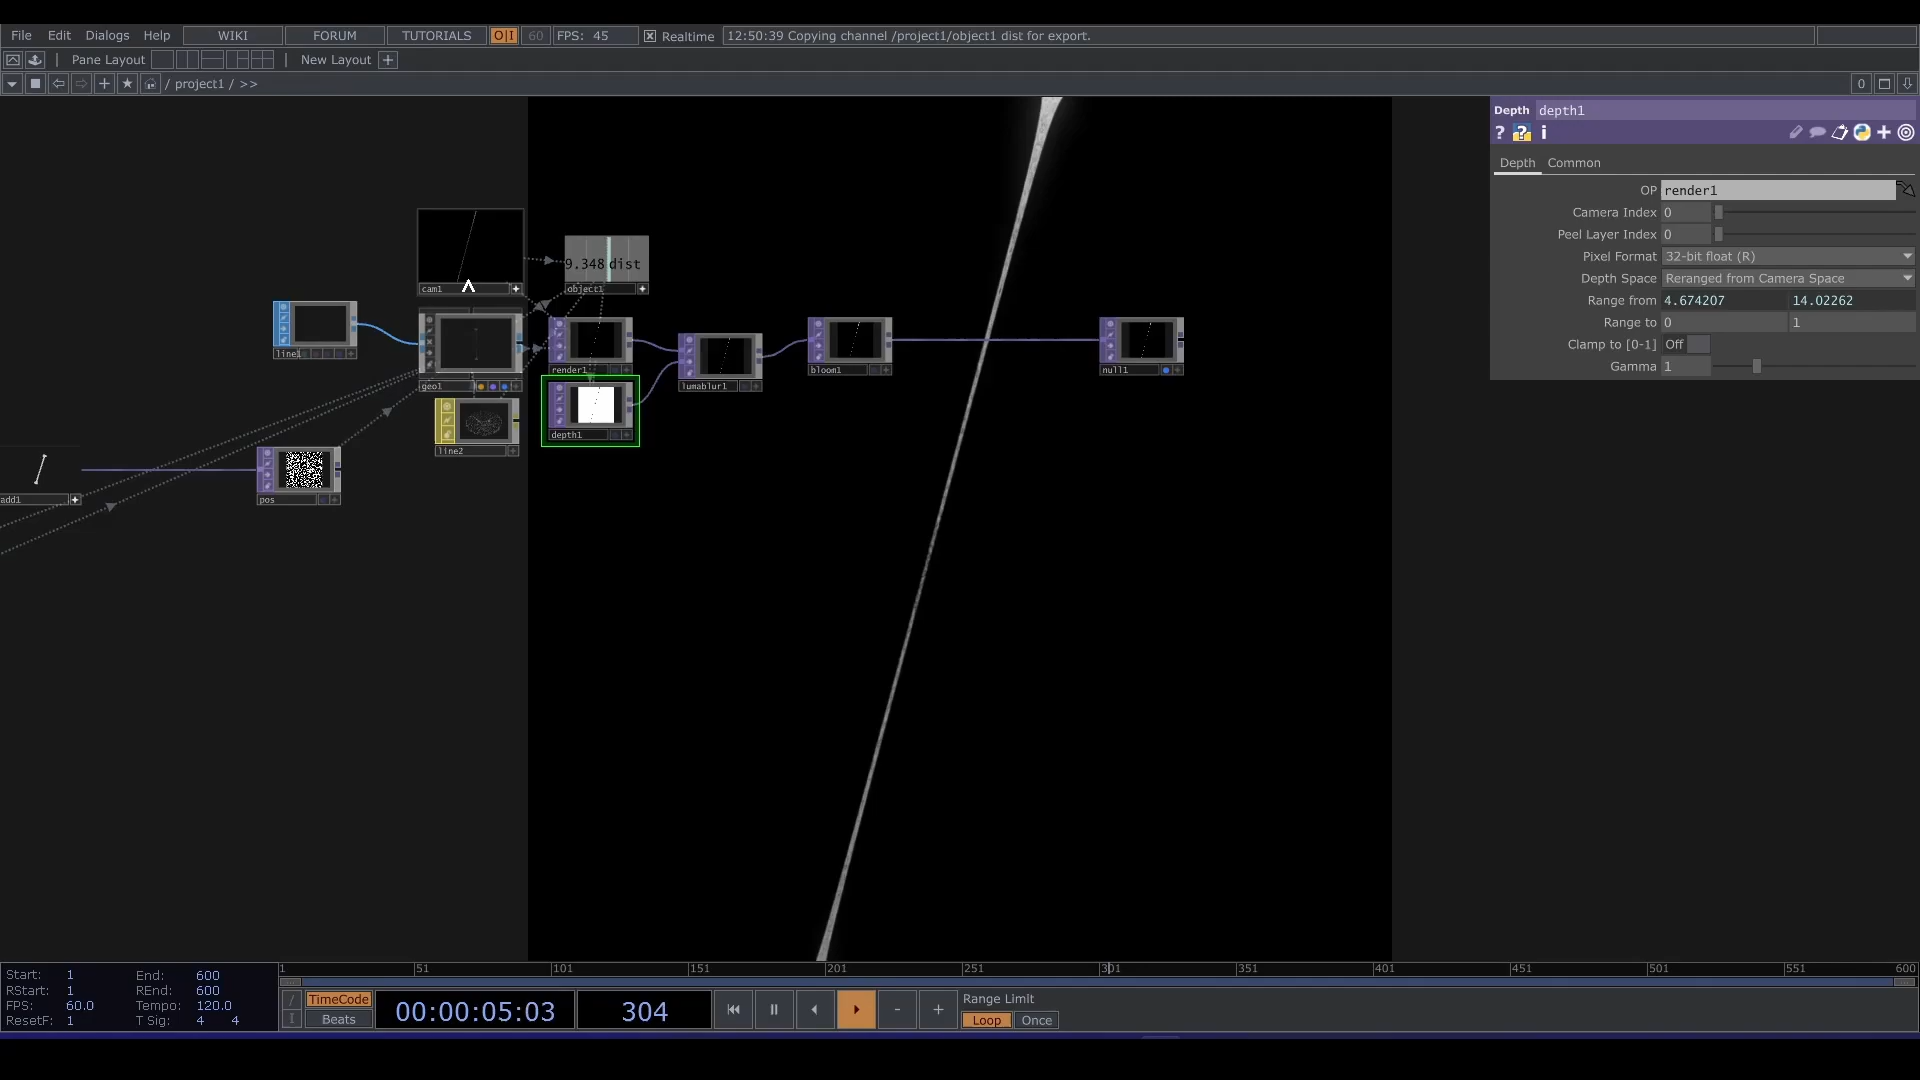 File Edit Dialogs Help WIKI FORUM TUTORIALS O|I 60 FPS: 45 Realtime 12:50:39 Copying channel /project1/object1 dist for export.
Pane Layout New Layout +
/ project1 / >> 0
Depth depth1
? ? i
Depth Common
OP render1
Camera Index 0
Peel Layer Index 0
Pixel Format 32-bit float (R)
Depth Space Reranged from Camera Space
Range from 4.674207 14.02262
Range to 0 1
Clamp to [0-1] Off
Gamma 1
9.348 dist
cam1
object1
line1
geo1
render1
lumablur1
bloom1
null1
depth1
line2
add1
pos
1 51 101 151 201 251 301 351 401 451 501 551 600
Start: 1 End: 600
RStart: 1 REnd: 600
FPS: 60.0 Tempo: 120.0
ResetF: 1 T Sig: 4 4
TimeCode
Beats
00:00:05:03 304
- +
Range Limit
Loop Once